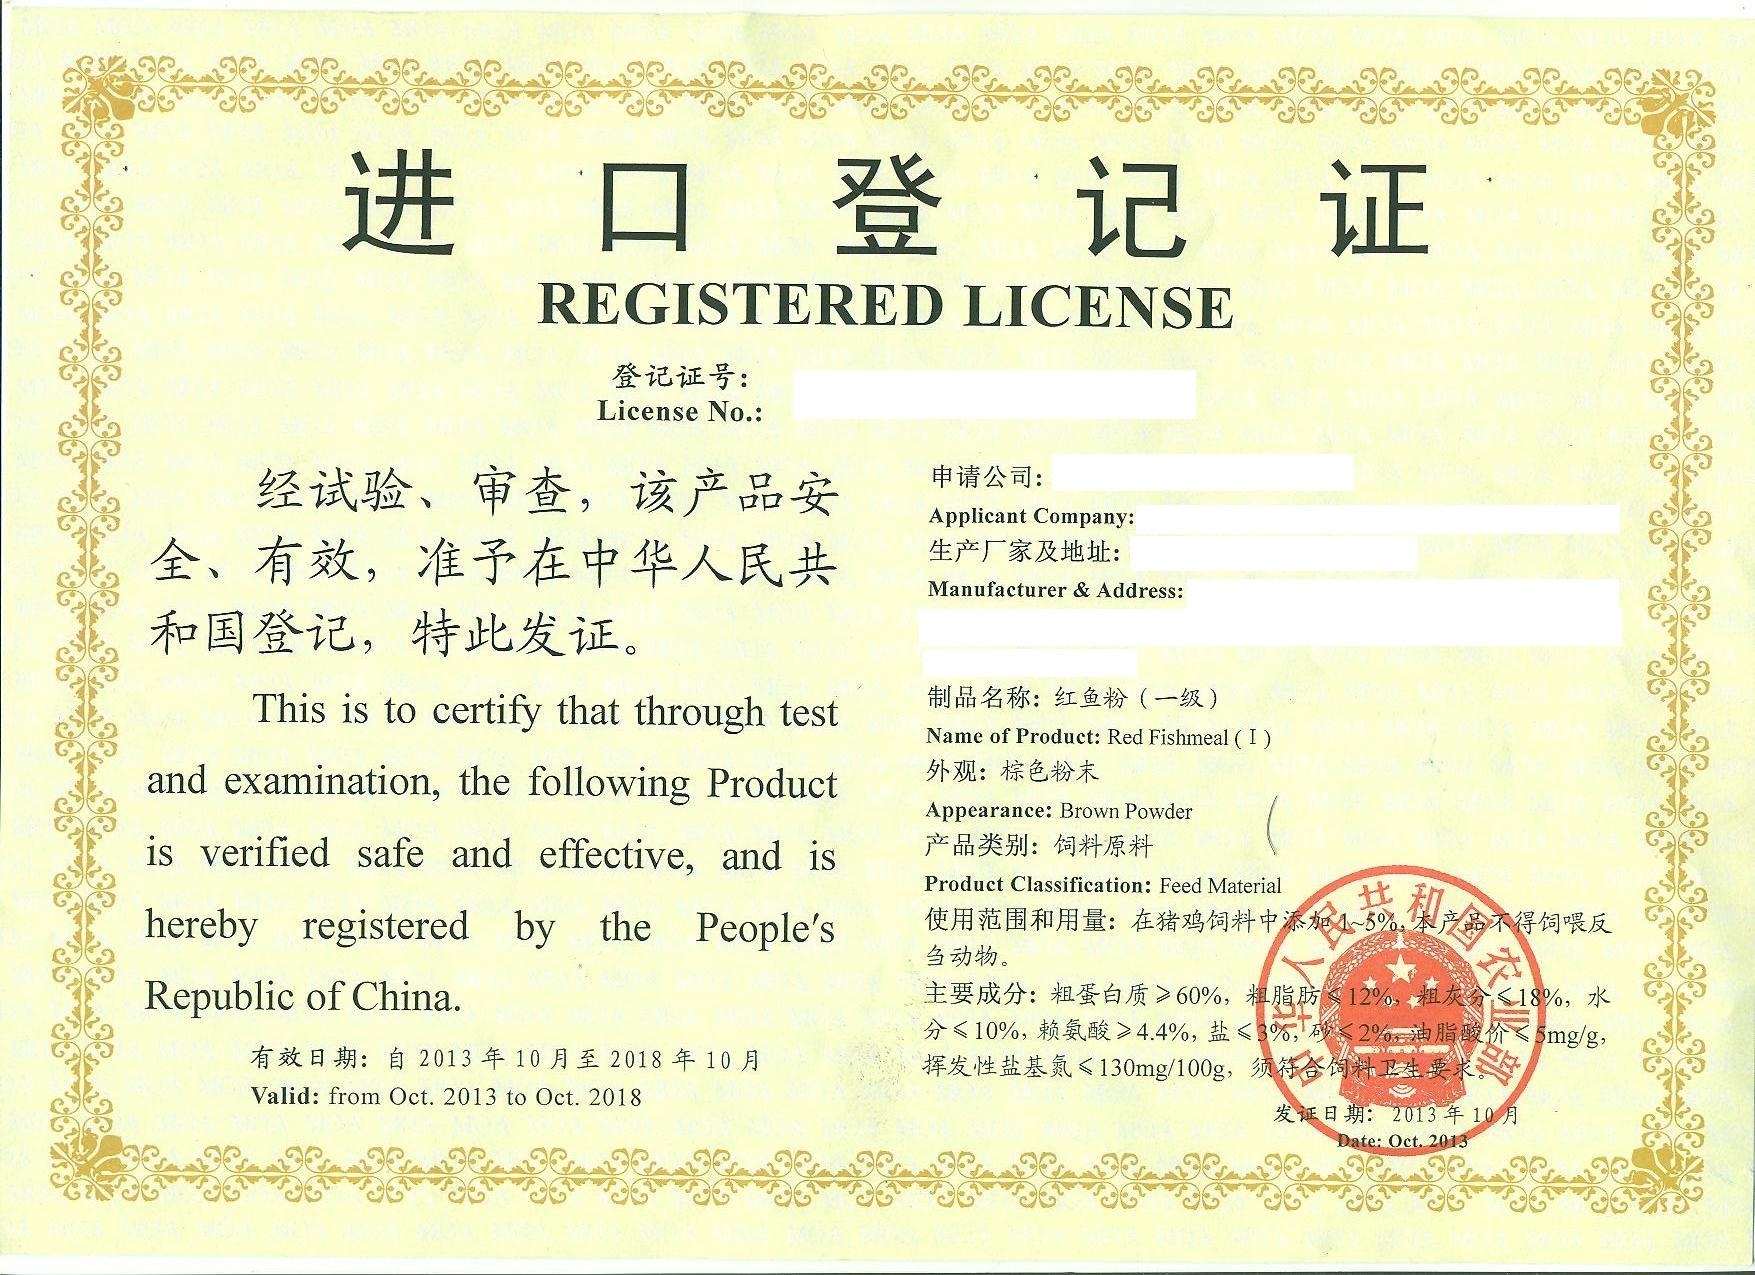 进口登记证
REGISTERED LICENSE
登记证号：
License No.:
经试验、审查，该产品安
全、有效，准予在中华人民共
和国登记，特此发证。
This is to certify that through test
and examination, the following Product
is verified safe and effective, and is
hereby registered by the People's
Republic of China.
有效日期：自 2013 年 10 月至 2018 年 10 月
Valid: from Oct. 2013 to Oct. 2018
申请公司：
Applicant Company:
生产厂家及地址：
Manufacturer & Address:
制品名称：红鱼粉（一级）
Name of Product: Red Fishmeal ( I )
外观：棕色粉末
Appearance: Brown Powder
产品类别：饲料原料
Product Classification: Feed Material
使用范围和用量：在猪鸡饲料中添加 1~5%，本产品不得饲喂反
刍动物。
主要成分：粗蛋白质≥60%，粗脂肪≤12%，粗灰分≤18%，水
分≤10%，赖氨酸≥4.4%，盐≤3%，砂≤2%，油脂酸价≤5mg/g，
挥发性盐基氮≤130mg/100g，须符合饲料卫生要求。
发证日期：2013 年 10 月
Date: Oct. 2013
中华人民共和国农业部